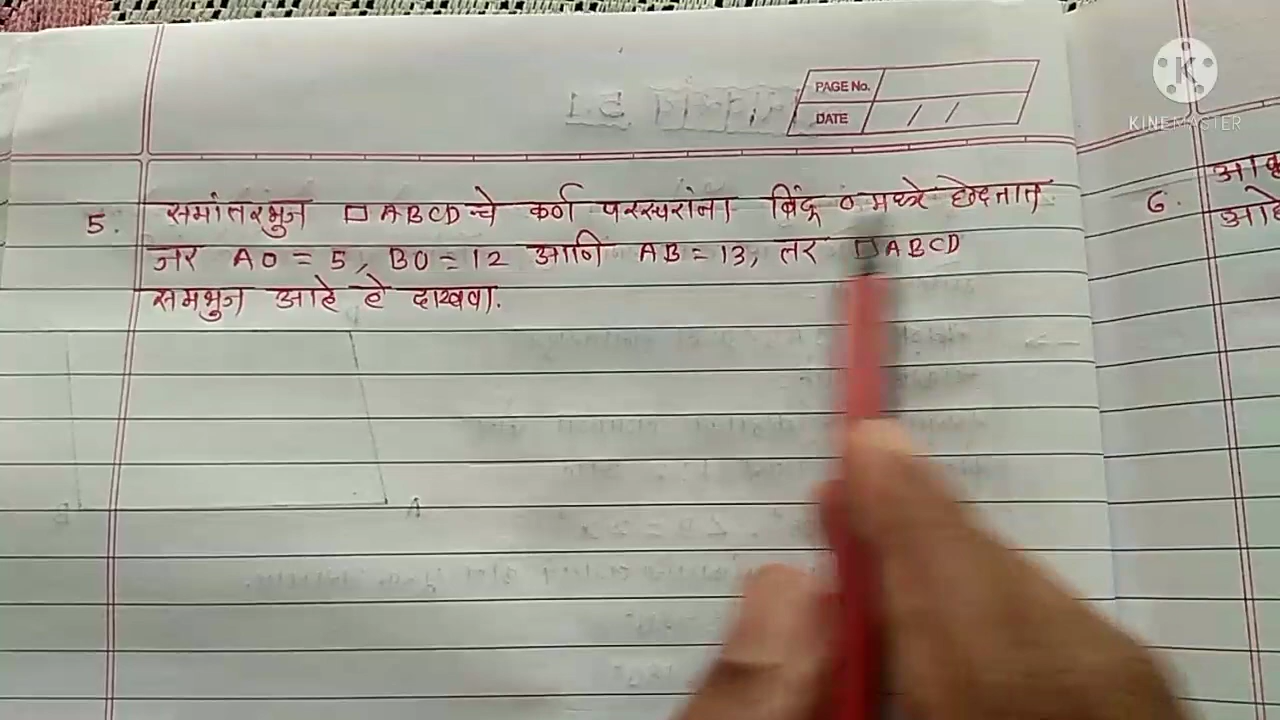 PAGE No.
DATE / /
K
KINEMASTER
5. समांतरभुज □ABCD चे कर्ण परस्परांना बिंदू O मध्ये छेदतात
जर AO = 5, BO = 12 आणि AB = 13, तर □ABCD
समभुज आहे हे दाखवा.
6.
B A